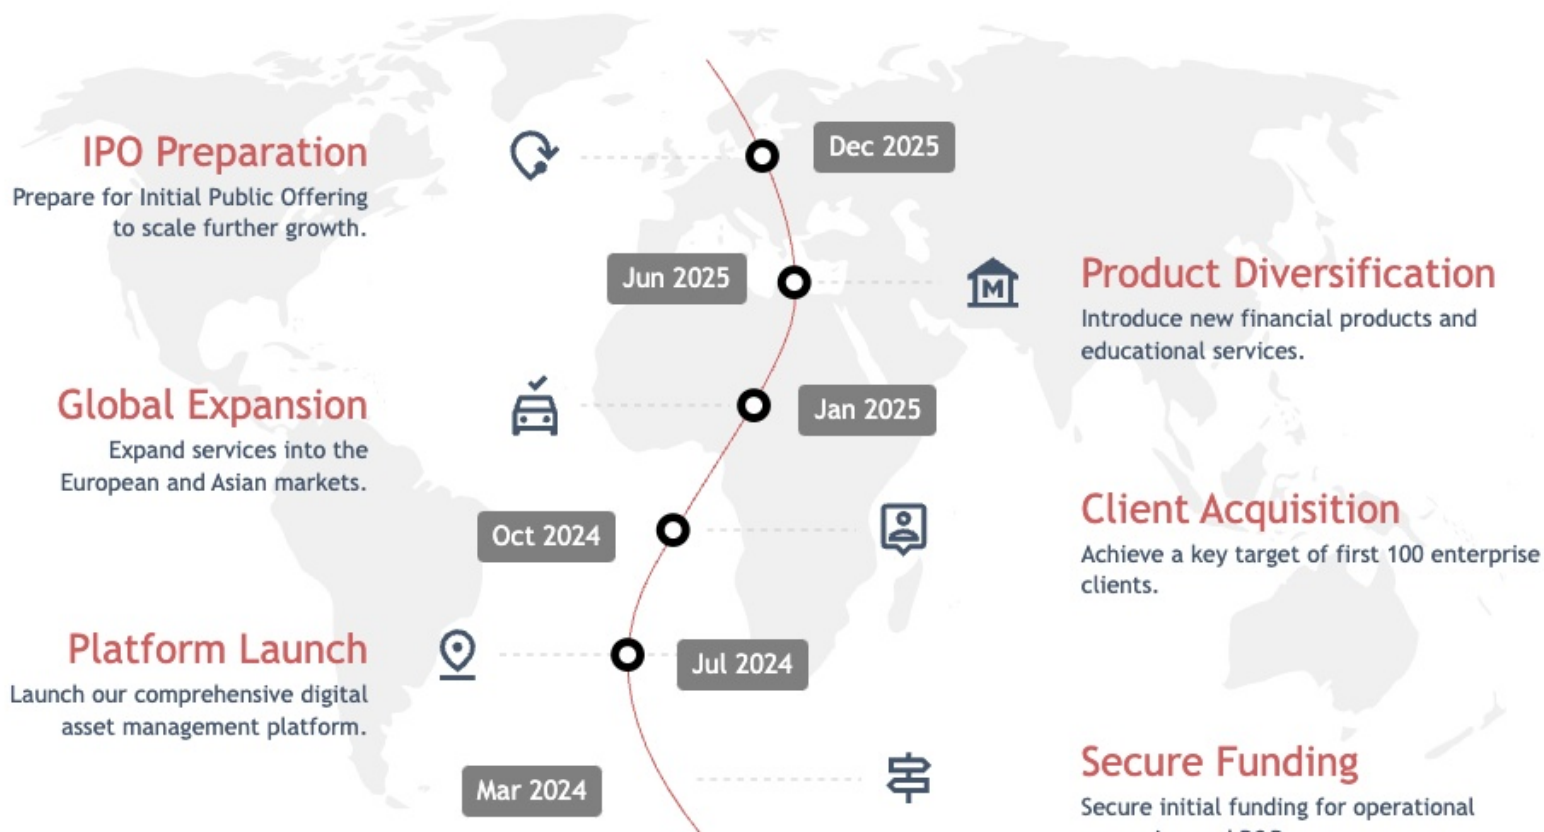 IPO Preparation
Prepare for Initial Public Offering
to scale further growth.
Dec 2025
Jun 2025
Product Diversification
Introduce new financial products and
educational services.
Global Expansion
Expand services into the
European and Asian markets.
Jan 2025
Oct 2024
Client Acquisition
Achieve a key target of first 100 enterprise
clients.
Platform Launch
Launch our comprehensive digital
asset management platform.
Jul 2024
Mar 2024
Secure Funding
Secure initial funding for operational